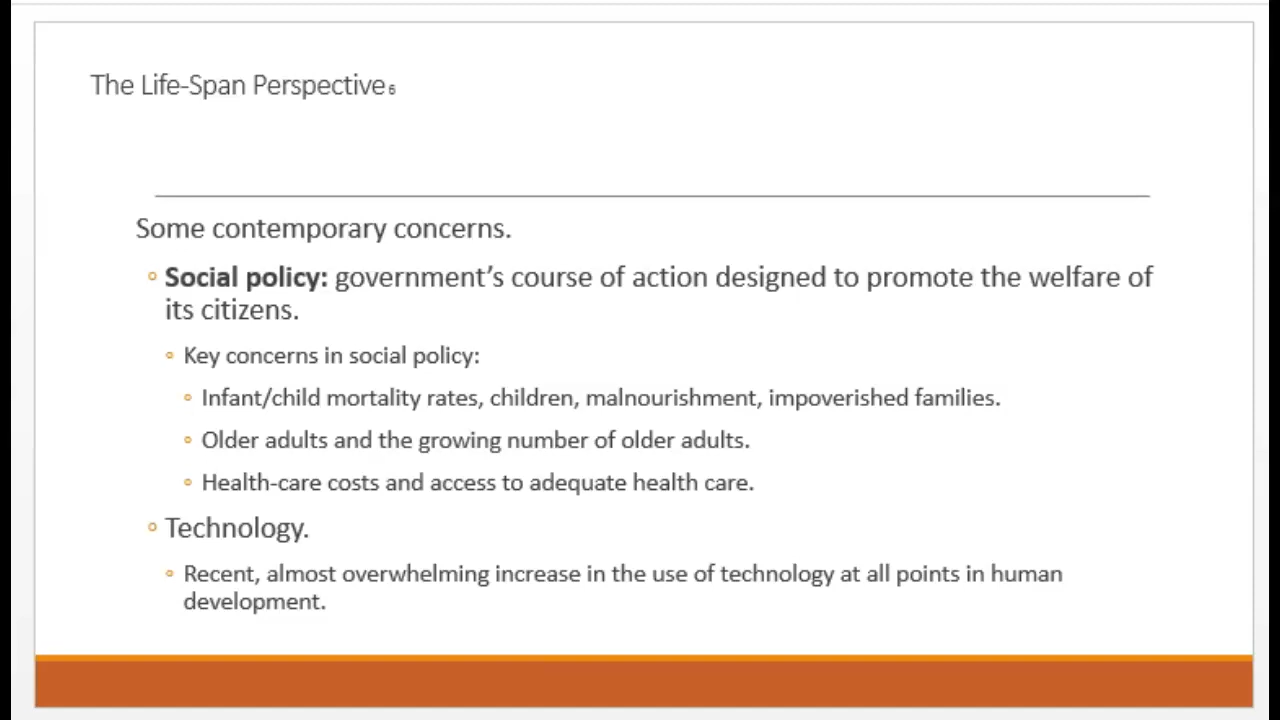 The Life-Span Perspective 6
Some contemporary concerns.
◦ Social policy: government’s course of action designed to promote the welfare of
its citizens.
◦ Key concerns in social policy:
◦ Infant/child mortality rates, children, malnourishment, impoverished families.
◦ Older adults and the growing number of older adults.
◦ Health-care costs and access to adequate health care.
◦ Technology.
◦ Recent, almost overwhelming increase in the use of technology at all points in human
development.